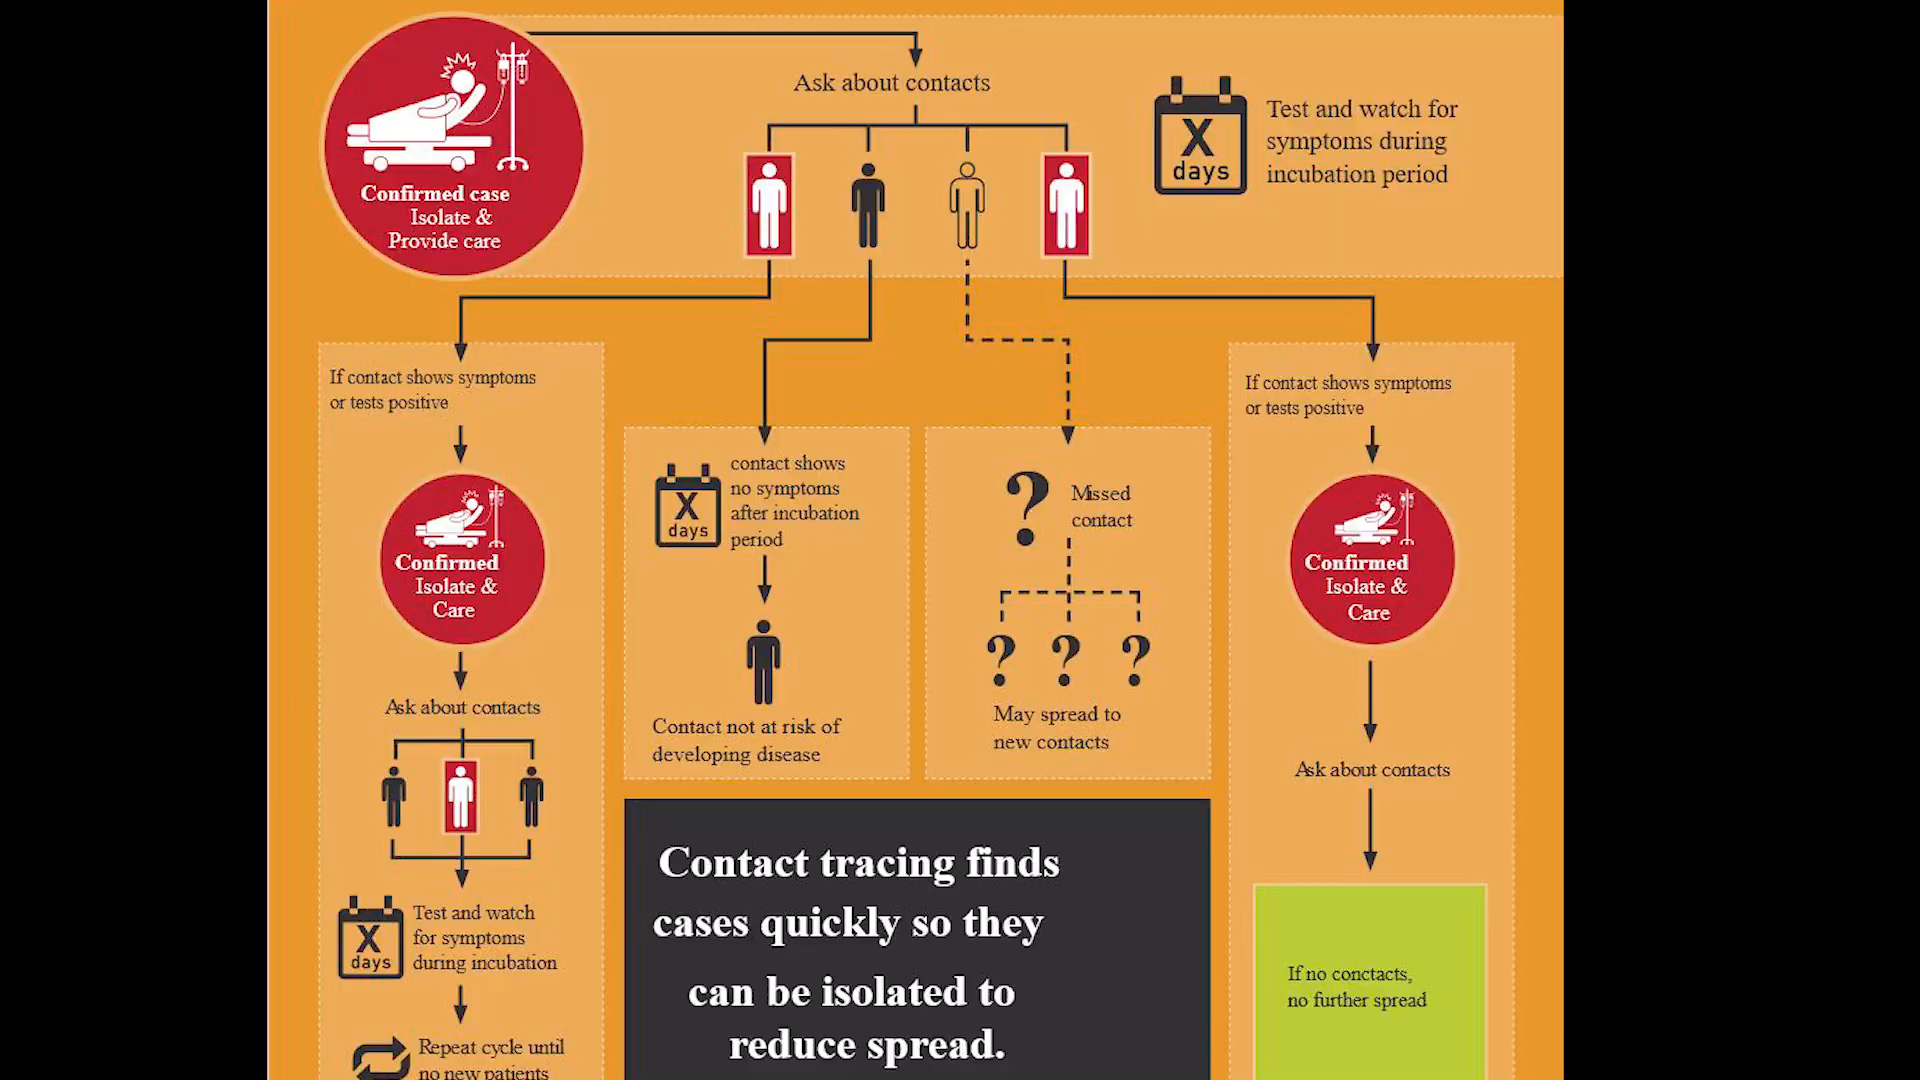 Confirmed case
Isolate &
Provide care
Ask about contacts
X
days
Test and watch for
symptoms during
incubation period
If contact shows symptoms
or tests positive
Confirmed
Isolate &
Care
Ask about contacts
X
days
Test and watch
for symptoms
during incubation
Repeat cycle until
no new patients
X
days
contact shows
no symptoms
after incubation
period
Contact not at risk of
developing disease
?
Missed
contact
? ? ?
May spread to
new contacts
Contact tracing finds
cases quickly so they
can be isolated to
reduce spread.
If contact shows symptoms
or tests positive
Confirmed
Isolate &
Care
Ask about contacts
If no conctacts,
no further spread